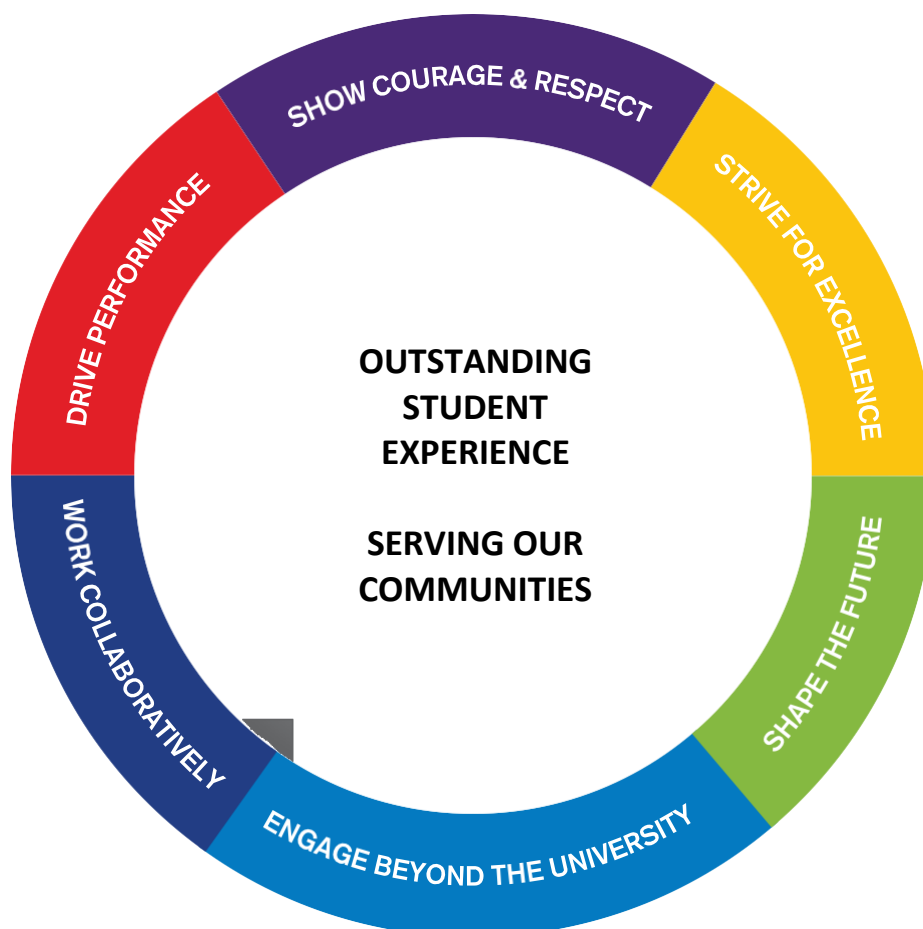 SHOW COURAGE & RESPECT
STRIVE FOR EXCELLENCE
SHAPE THE FUTURE
ENGAGE BEYOND THE UNIVERSITY
WORK COLLABORATIVELY
DRIVE PERFORMANCE
OUTSTANDING
STUDENT
EXPERIENCE
SERVING OUR
COMMUNITIES